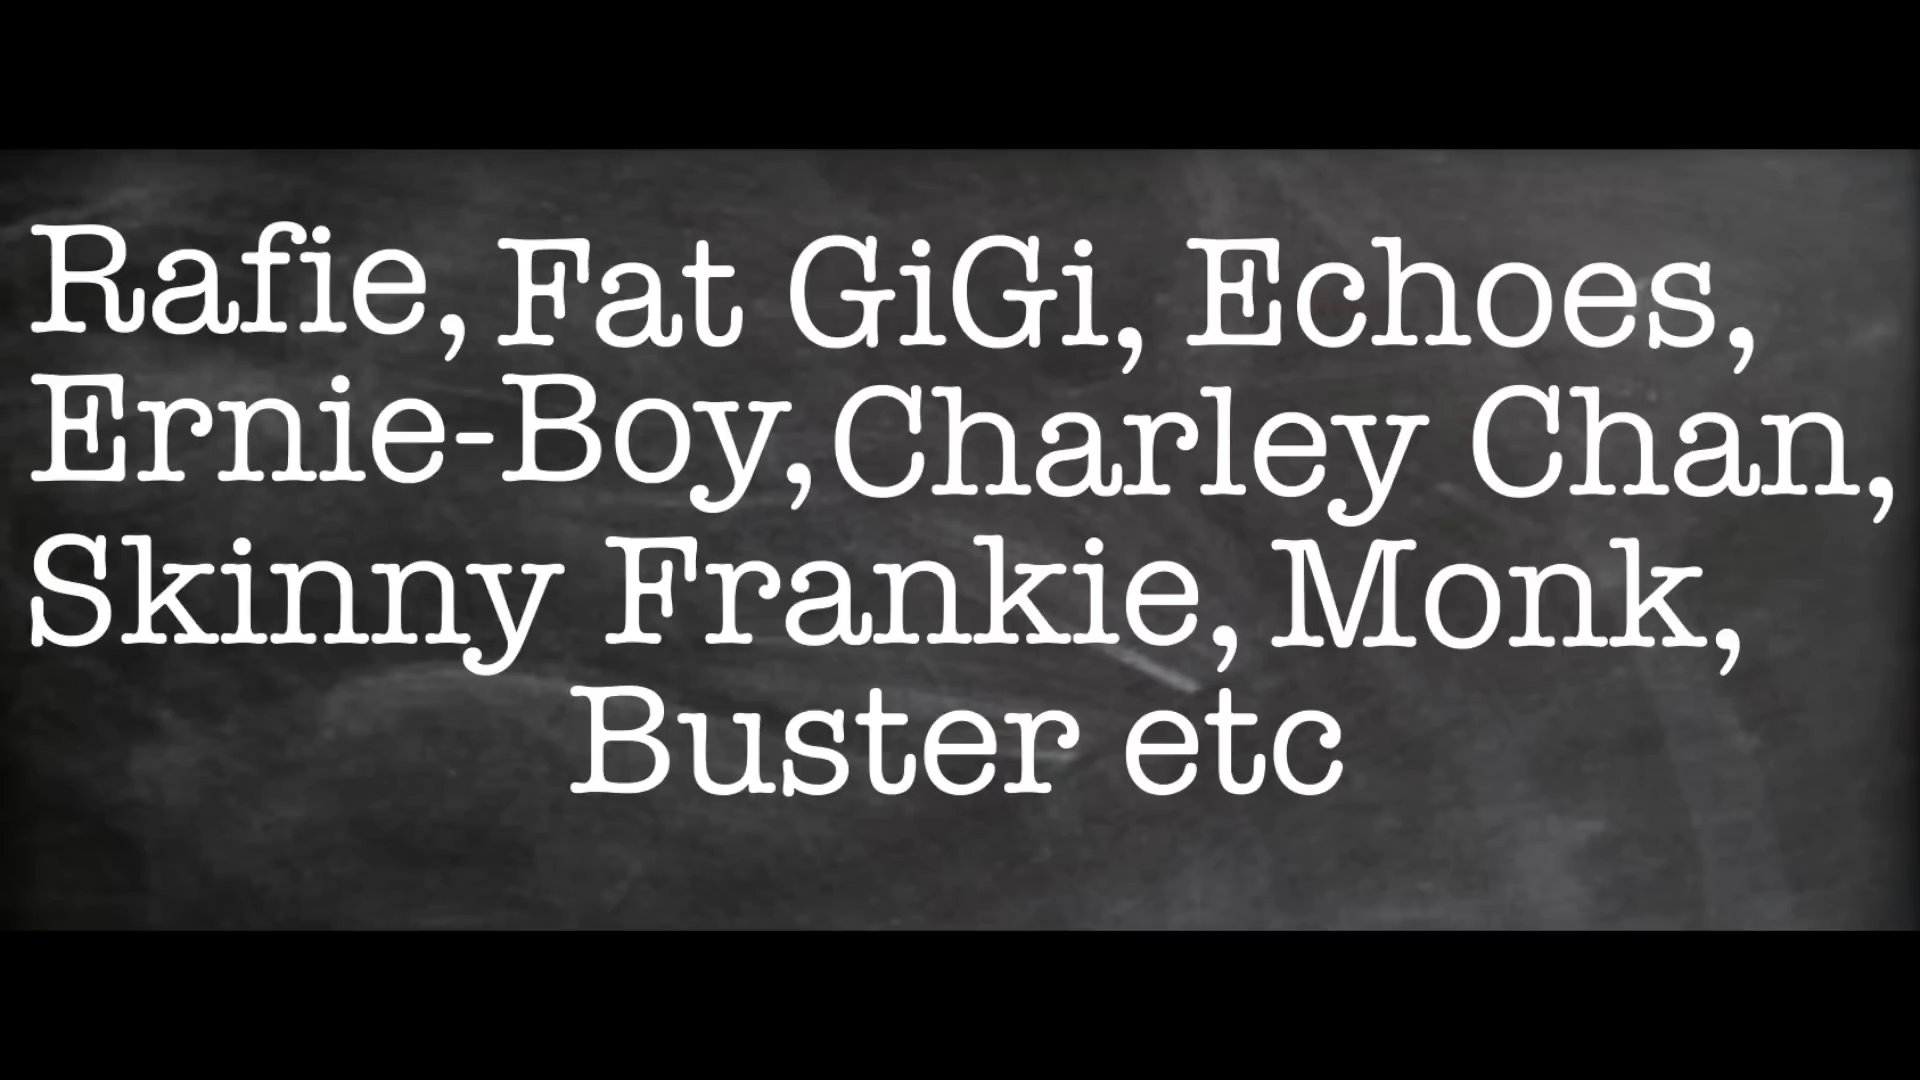 Rafie, Fat GiGi, Echoes,
Ernie-Boy, Charley Chan,
Skinny Frankie, Monk,
Buster etc